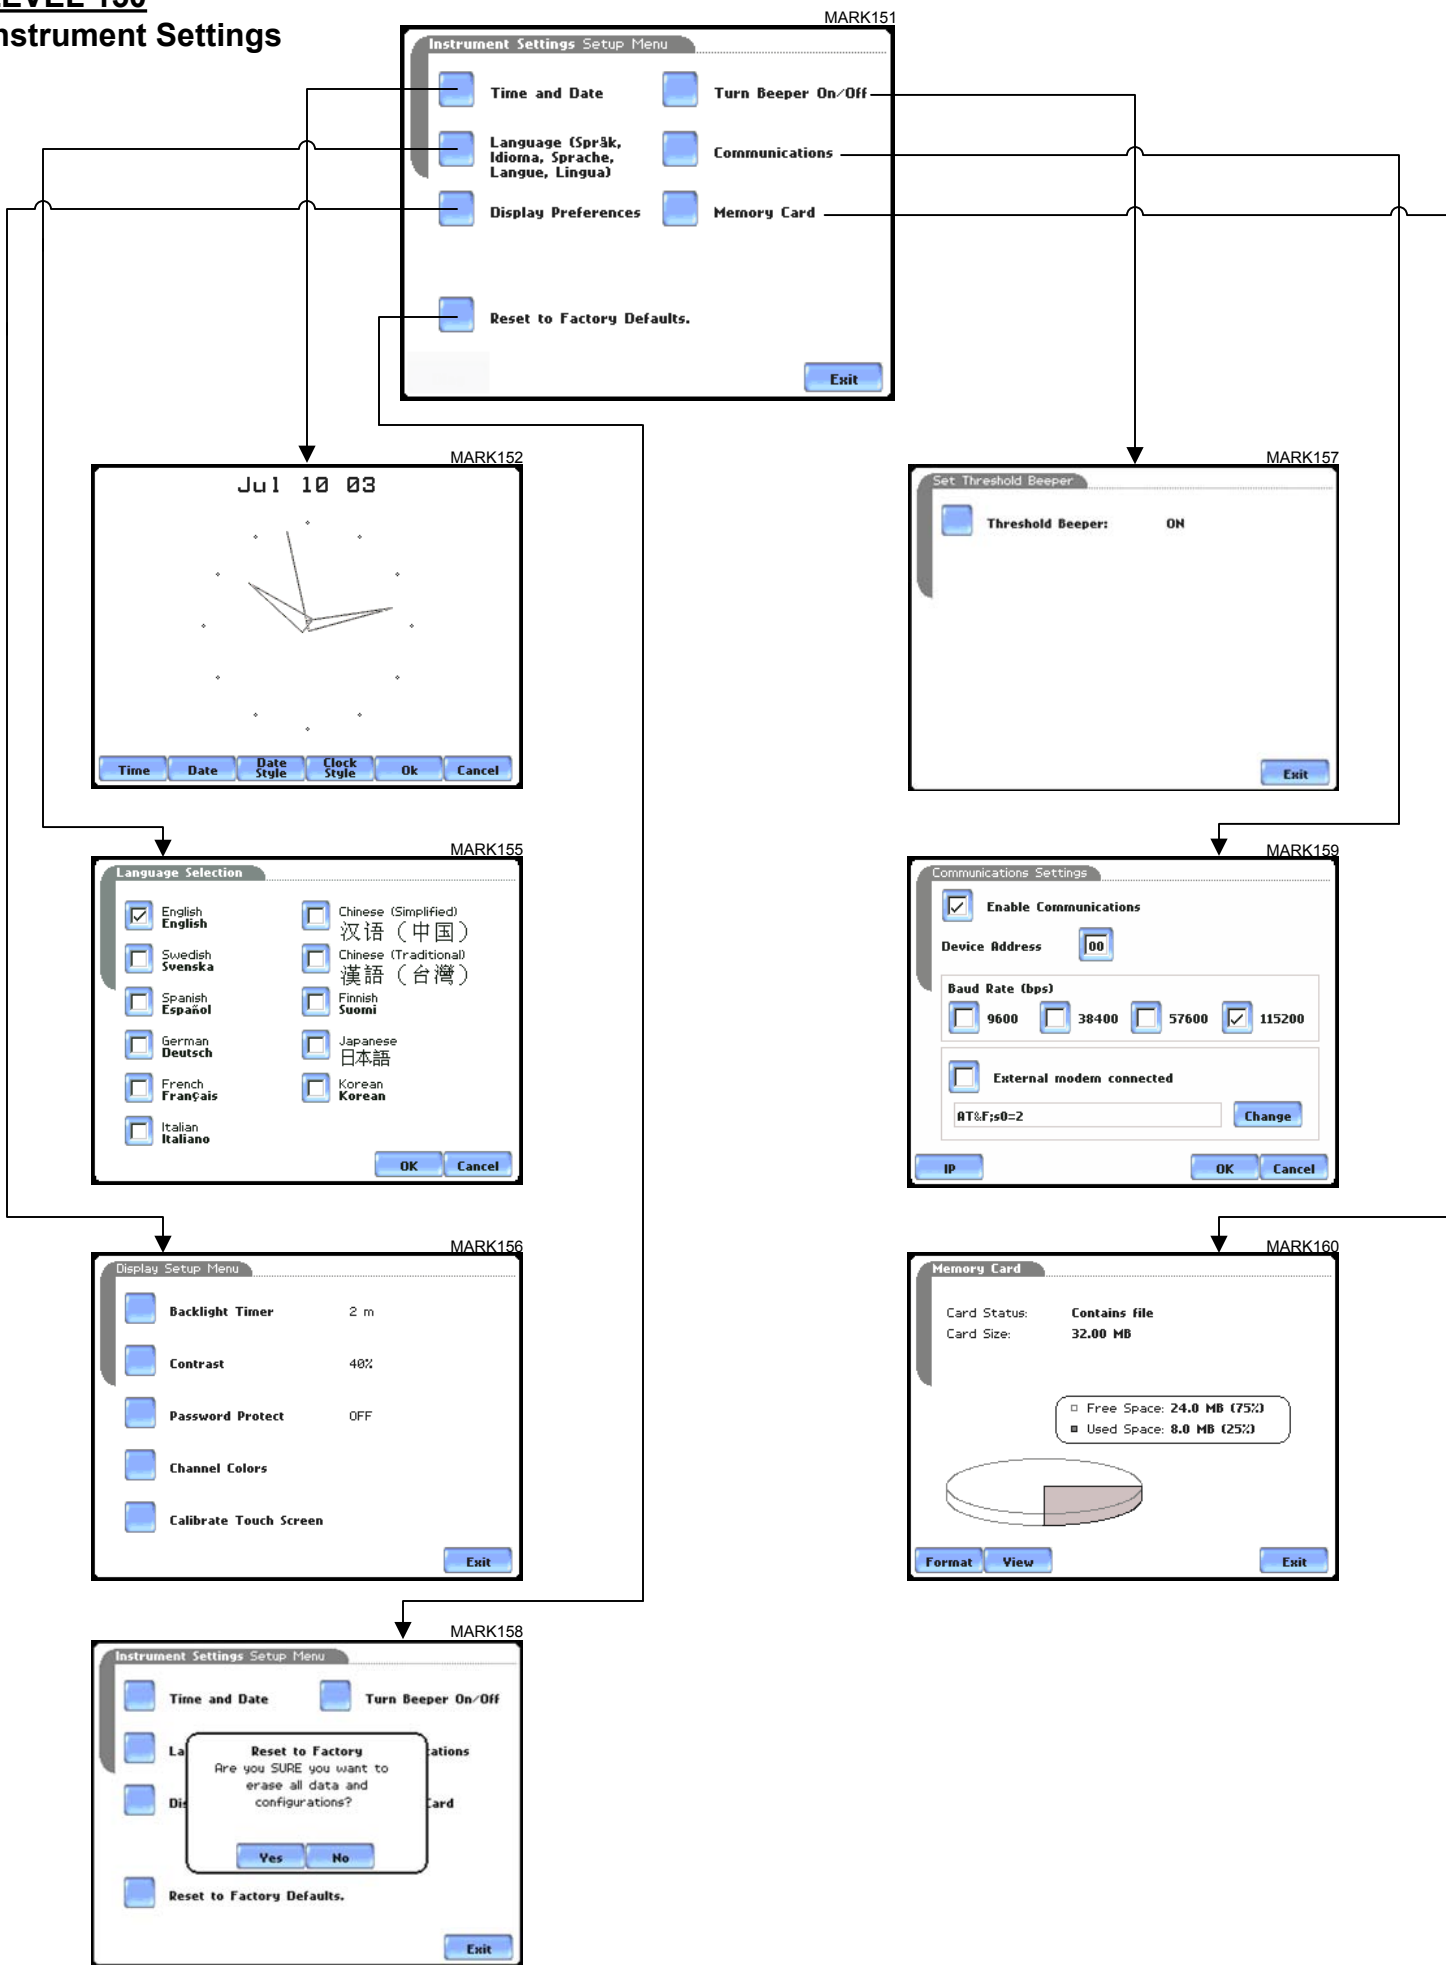 LEVEL 150
Instrument Settings
MARK151
Instrument Settings Setup Menu
Time and Date
Turn Beeper On/Off
Language (Språk,
Idioma, Sprache,
Langue, Lingua)
Communications
Display Preferences
Memory Card
Reset to Factory Defaults.
Exit
MARK152
Jul 10 03
Time
Date
Date
Style
Clock
Style
Ok
Cancel
MARK157
Set Threshold Beeper
Threshold Beeper: ON
Exit
MARK155
Language Selection
English
English
Swedish
Svenska
Spanish
Español
German
Deutsch
French
Français
Italian
Italiano
Chinese (Simplified)
汉语（中国）
Chinese (Traditional)
漢語（台灣）
Finnish
Suomi
Japanese
日本語
Korean
Korean
OK
Cancel
MARK159
Communications Settings
Enable Communications
Device Address 00
Baud Rate (bps)
9600 38400 57600 115200
External modem connected
AT&F;s0=2
Change
IP
OK
Cancel
MARK156
Display Setup Menu
Backlight Timer 2 m
Contrast 40%
Password Protect OFF
Channel Colors
Calibrate Touch Screen
Exit
MARK160
Memory Card
Card Status: Contains file
Card Size: 32.00 MB
Free Space: 24.0 MB (75%)
Used Space: 8.0 MB (25%)
Format
View
Exit
MARK158
Instrument Settings Setup Menu
Time and Date
Turn Beeper On/Off
La
cations
Dis
Card
Reset to Factory
Are you SURE you want to
erase all data and
configurations?
Yes
No
Reset to Factory Defaults.
Exit